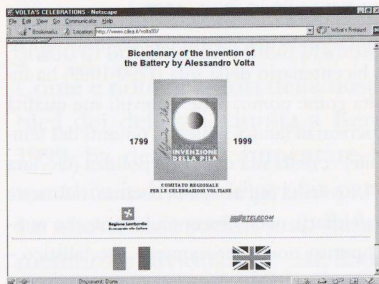 VOLTA'S CELEBRATIONS - Netscape
File Edit View Go Communicator Help
Bookmarks Location: http://www.cilea.it/volta99/
What's Related
Bicentenary of the Invention of
the Battery by Alessandro Volta
1799
1999
INVENZIONE
DELLA PILA
COMITATO REGIONALE
PER LE CELEBRAZIONI VOLTIANE
Regione Lombardia
TELECOM
Document: Done